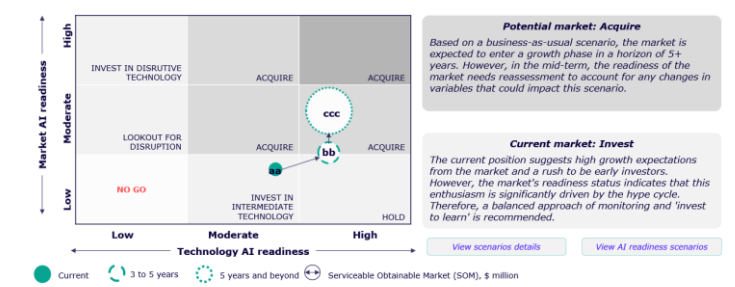 High
Moderate
Low
Market AI readiness
INVEST IN DISRUTIVE
TECHNOLOGY
ACQUIRE
ACQUIRE
LOOKOUT FOR
DISRUPTION
ACQUIRE
ccc
bb
ACQUIRE
NO GO
aa
INVEST IN
INTERMEDIATE
TECHNOLOGY
HOLD
Low
Moderate
High
Technology AI readiness
Current
3 to 5 years
5 years and beyond
Serviceable Obtainable Market (SOM), $ million
Potential market: Acquire
Based on a business-as-usual scenario, the market is
expected to enter a growth phase in a horizon of 5+
years. However, in the mid-term, the readiness of the
market needs reassessment to account for any changes in
variables that could impact this scenario.
Current market: Invest
The current position suggests high growth expectations
from the market and a rush to be early investors.
However, the market's readiness status indicates that this
enthusiasm is significantly driven by the hype cycle.
Therefore, a balanced approach of monitoring and 'invest
to learn' is recommended.
View scenarios details
View AI readiness scenarios